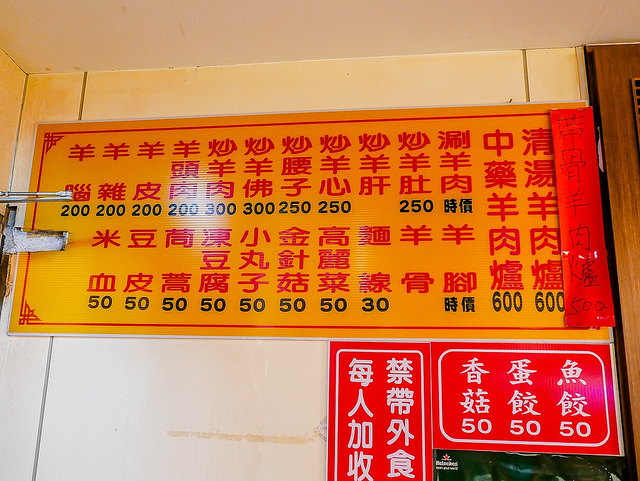 帶骨羊肉爐 500
清湯羊肉爐 600
中藥羊肉爐 600
涮羊肉 時價
炒羊肚 250
炒羊肝
炒羊心 250
炒腰子 250
炒羊佛 300
炒羊肉 300
羊頭肉 200
羊皮 200
羊雜 200
羊腦 200
羊腳 時價
羊骨
麵線 30
高麗菜 50
金針菇 50
小丸子 50
凍豆腐 50
茼蒿 50
豆皮 50
米血 50
魚餃 50
蛋餃 50
香菇 50
禁帶外食
每人加收
Heineken